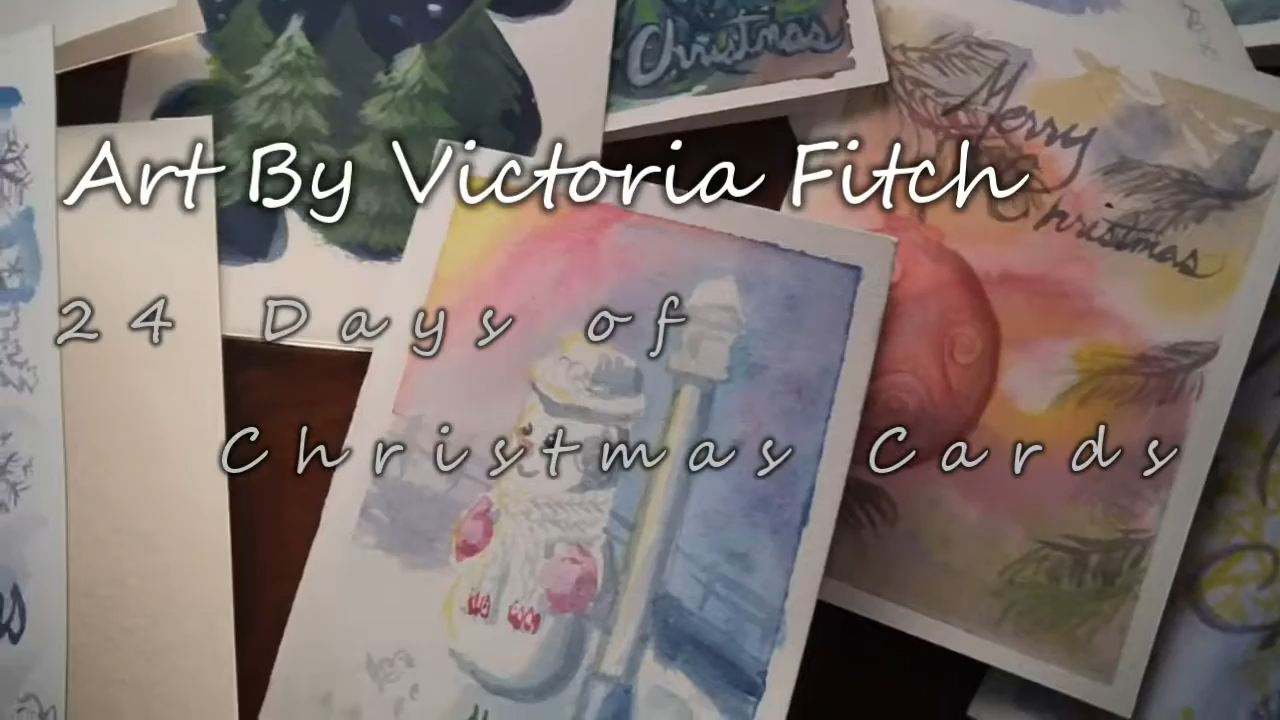 Christmas
Merry
Christmas
Art By Victoria Fitch
24 Days of
Christmas Cards